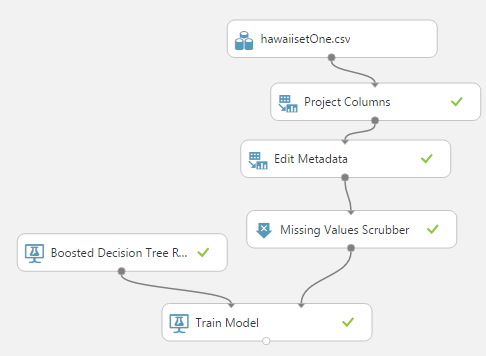 hawaiisetOne.csv
Project Columns
Edit Metadata
Missing Values Scrubber
Boosted Decision Tree R...
Train Model